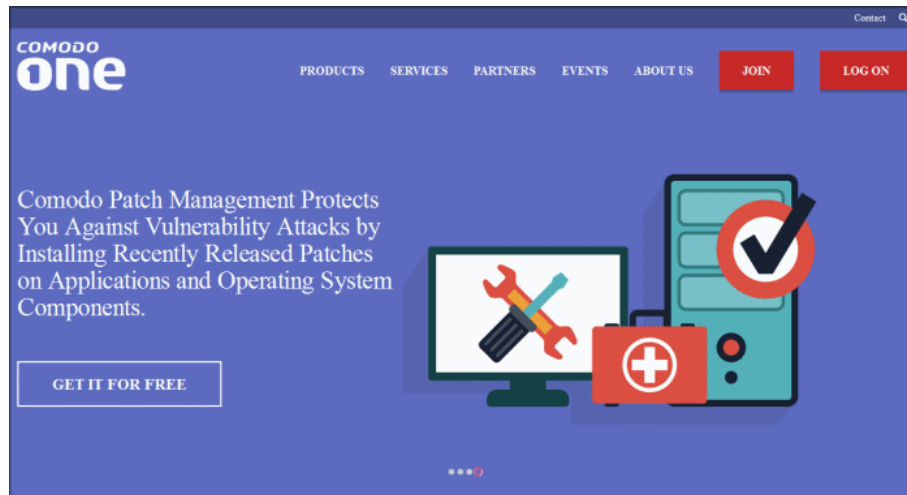 Contact
COMODO
one
PRODUCTS SERVICES PARTNERS EVENTS ABOUT US JOIN LOG ON
Comodo Patch Management Protects
You Against Vulnerability Attacks by
Installing Recently Released Patches
on Applications and Operating System
Components.
GET IT FOR FREE